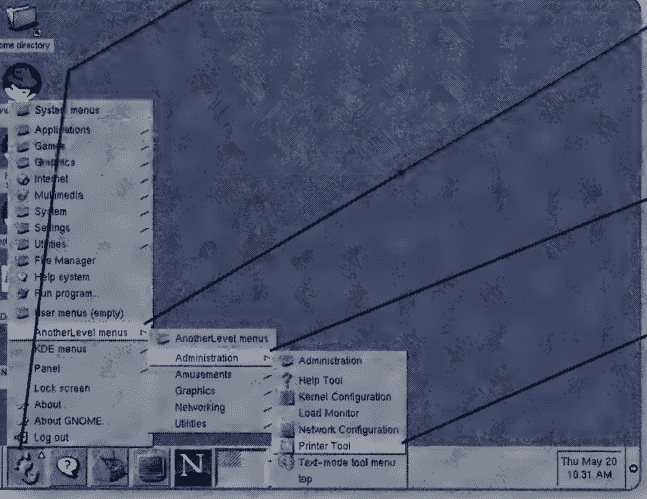 ome directory
System menus
Applications
Games
Graphics
Internet
Multimedia
System
Settings
Utilities
File Manager
Help system
Run program...
User menus (empty)
AnotherLevel menus
KDE menus
Panel
Lock screen
About
About GNOME...
Log out
AnotherLevel menus
Administration
Amusements
Graphics
Networking
Utilities
Administration
Help Tool
Kernel Configuration
Load Monitor
Network Configuration
Printer Tool
Text-mode tool menu
top
N
Thu May 20
10:31 AM